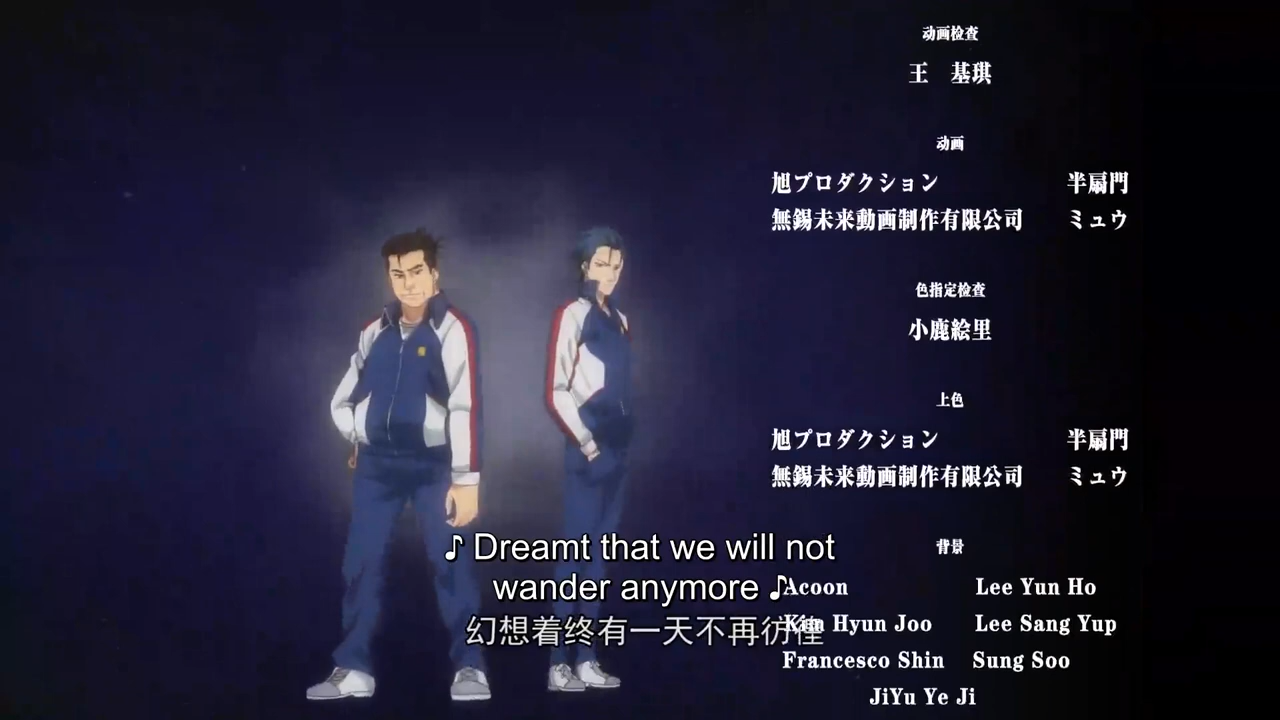 动画检查
王　基琪
动画
旭プロダクション　半扇門
無錫未来動画制作有限公司　ミュウ
色指定检查
小鹿絵里
上色
旭プロダクション　半扇門
無錫未来動画制作有限公司　ミュウ
背景
Acoon　Lee Yun Ho
Kim Hyun Joo　Lee Sang Yup
Francesco Shin　Sung Soo
JiYu Ye Ji
♪ Dreamt that we will not
wander anymore ♪
幻想着终有一天不再彷徨